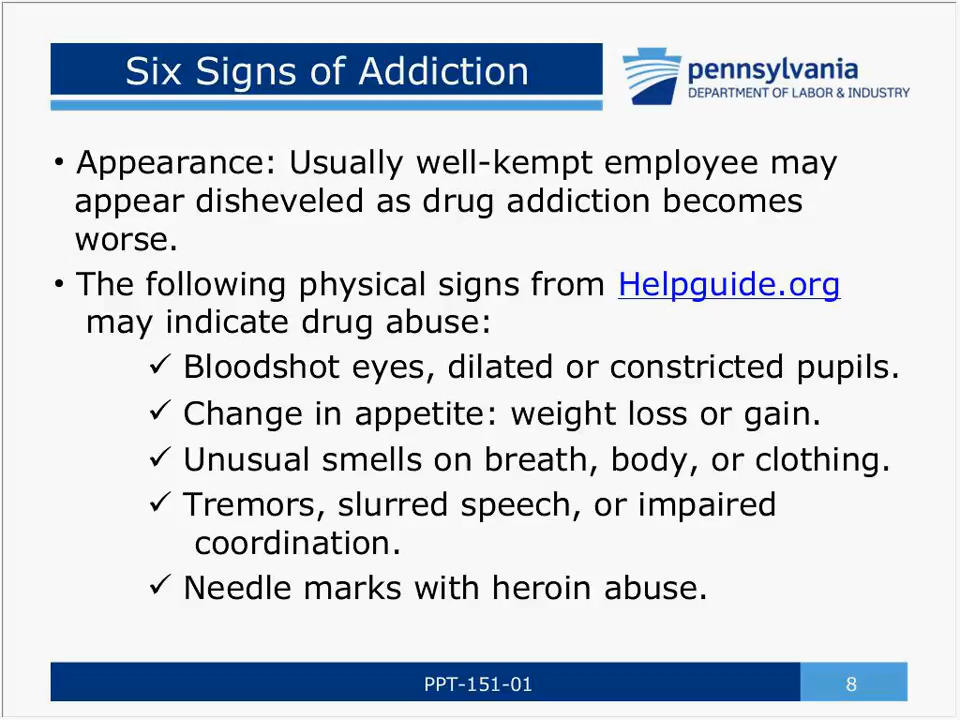 Six Signs of Addiction
pennsylvania
DEPARTMENT OF LABOR & INDUSTRY
• Appearance: Usually well-kempt employee may
appear disheveled as drug addiction becomes
worse.
• The following physical signs from Helpguide.org
may indicate drug abuse:
✓ Bloodshot eyes, dilated or constricted pupils.
✓ Change in appetite: weight loss or gain.
✓ Unusual smells on breath, body, or clothing.
✓ Tremors, slurred speech, or impaired
coordination.
✓ Needle marks with heroin abuse.
PPT-151-01
8